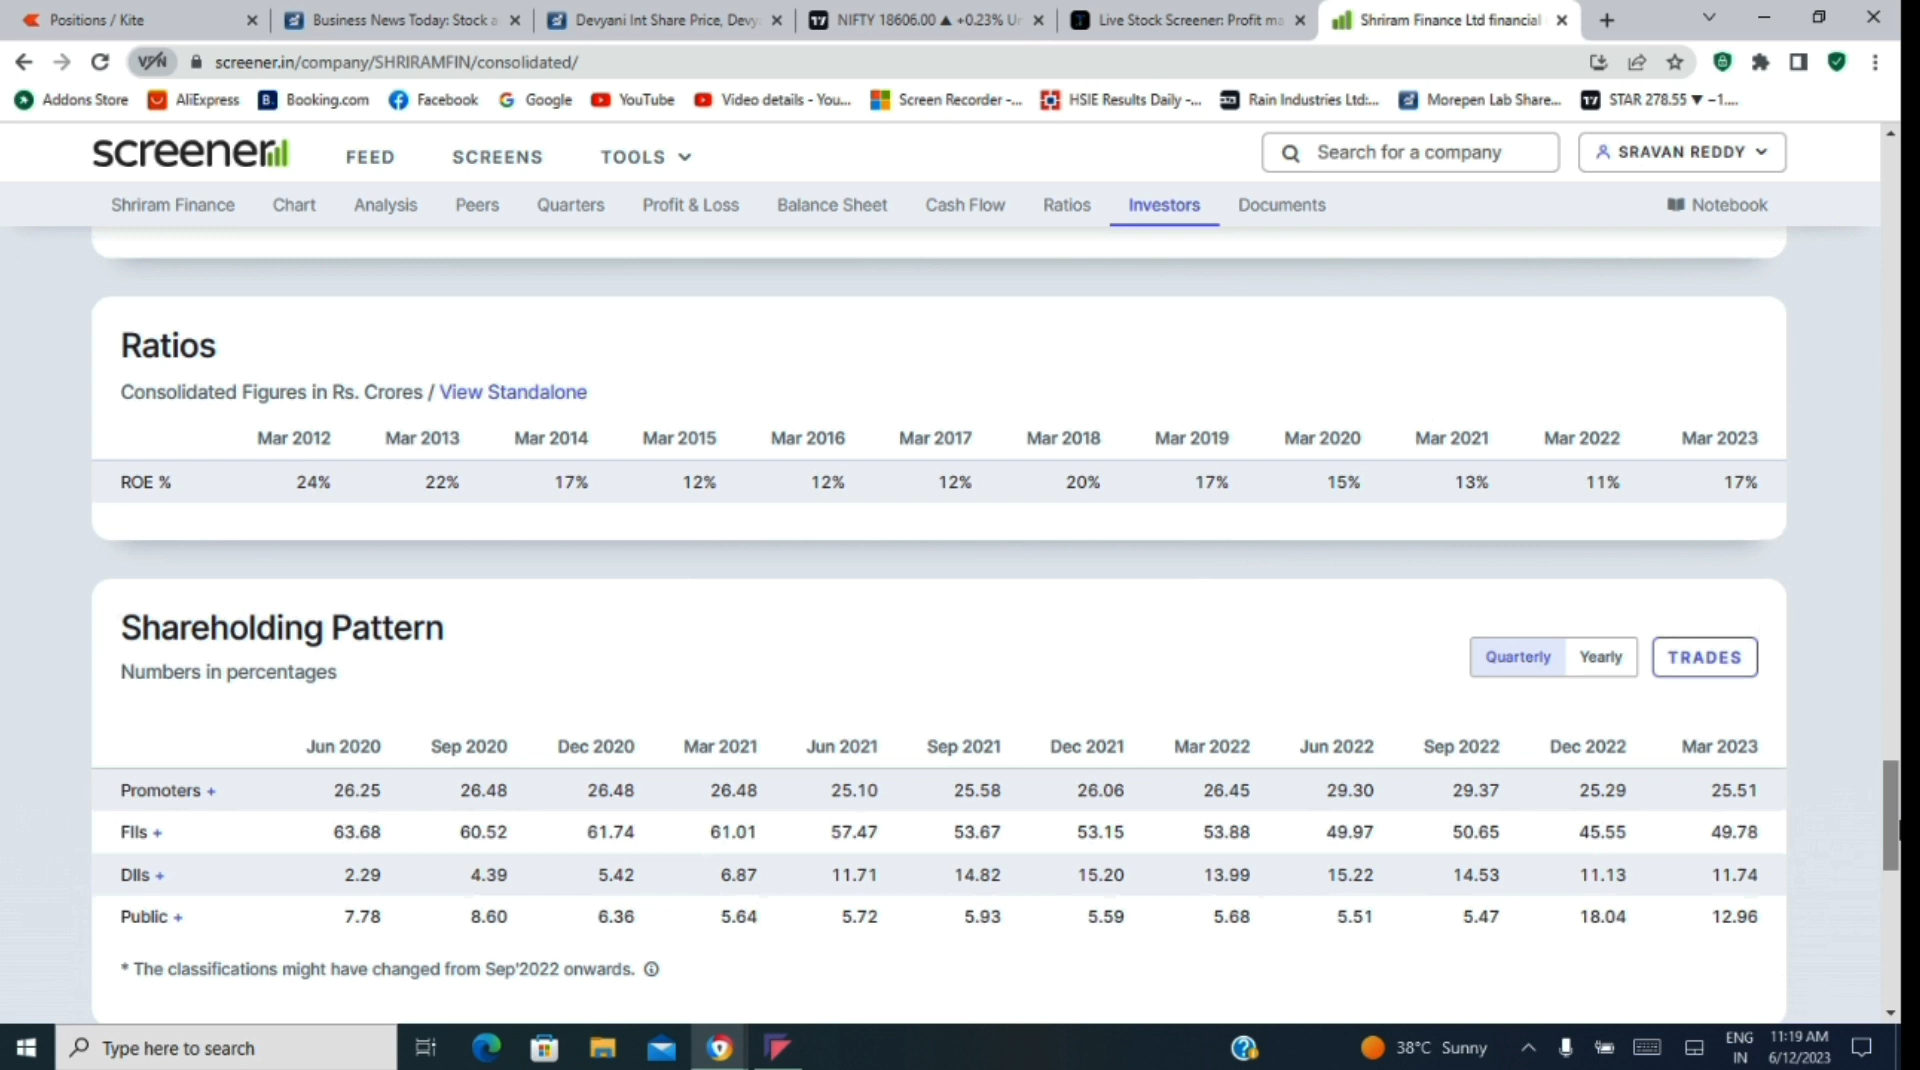 Positions / Kite
Business News Today: Stock a
Devyani Int Share Price, Devy
NIFTY 18606.00 ▲ +0.23% Un
Live Stock Screener: Profit ma
Shriram Finance Ltd financial
VPN
screener.in/company/SHRIRAMFIN/consolidated/
Addons Store
AliExpress
Booking.com
Facebook
Google
YouTube
Video details - You...
Screen Recorder -...
HSIE Results Daily -...
Rain Industries Ltd:...
Morepen Lab Share...
STAR 278.55 ▼ −1....
screener
FEED
SCREENS
TOOLS
Search for a company
SRAVAN REDDY
Shriram Finance
Chart
Analysis
Peers
Quarters
Profit & Loss
Balance Sheet
Cash Flow
Ratios
Investors
Documents
Notebook
Ratios
Consolidated Figures in Rs. Crores / View Standalone
Mar 2012 Mar 2013 Mar 2014 Mar 2015 Mar 2016 Mar 2017 Mar 2018 Mar 2019 Mar 2020 Mar 2021 Mar 2022 Mar 2023
ROE % 24% 22% 17% 12% 12% 12% 20% 17% 15% 13% 11% 17%
Shareholding Pattern
Numbers in percentages
Quarterly
Yearly
TRADES
Jun 2020 Sep 2020 Dec 2020 Mar 2021 Jun 2021 Sep 2021 Dec 2021 Mar 2022 Jun 2022 Sep 2022 Dec 2022 Mar 2023
Promoters + 26.25 26.48 26.48 26.48 25.10 25.58 26.06 26.45 29.30 29.37 25.29 25.51
FIIs + 63.68 60.52 61.74 61.01 57.47 53.67 53.15 53.88 49.97 50.65 45.55 49.78
DIIs + 2.29 4.39 5.42 6.87 11.71 14.82 15.20 13.99 15.22 14.53 11.13 11.74
Public + 7.78 8.60 6.36 5.64 5.72 5.93 5.59 5.68 5.51 5.47 18.04 12.96
* The classifications might have changed from Sep'2022 onwards.
Type here to search
38°C Sunny
ENG
IN
11:19 AM
6/12/2023